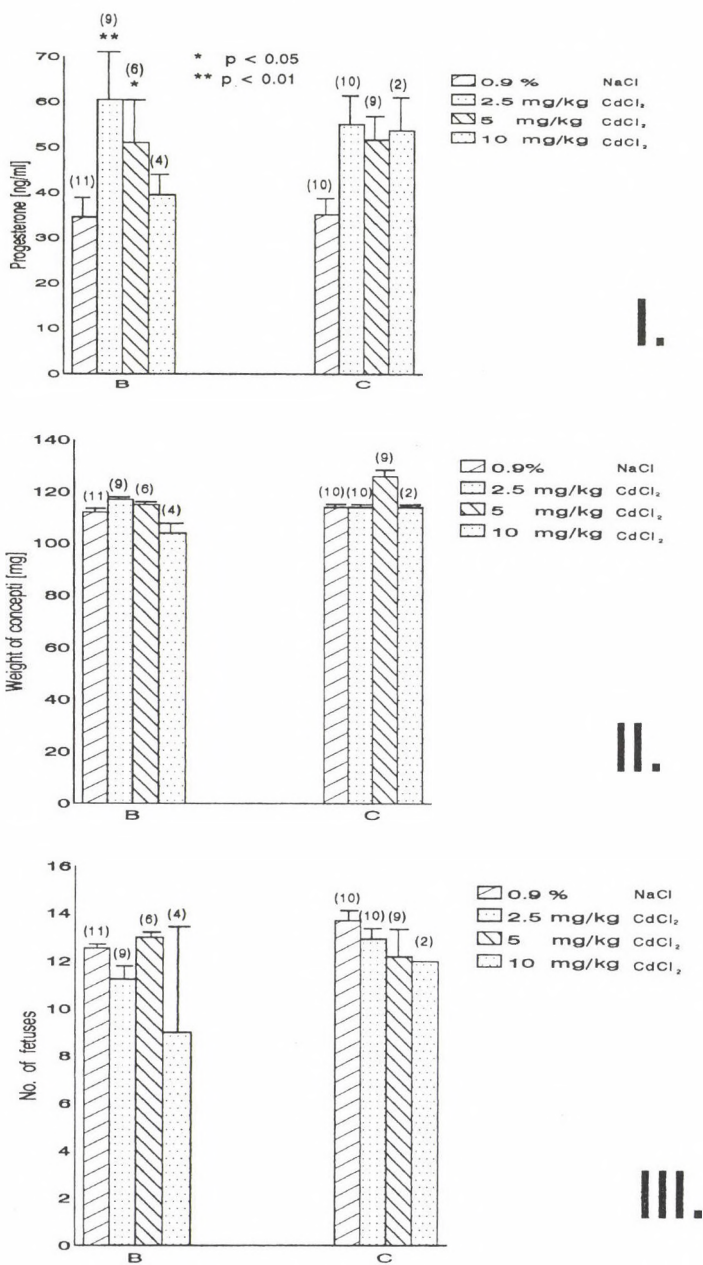 (9)
**
(6)
*
* p < 0.05
** p < 0.01
(11)
(4)
(10)
(10)
(9)
(2)
0.9 % NaCl
2.5 mg/kg CdCl₂
5 mg/kg CdCl₂
10 mg/kg CdCl₂
Progesterone [ng/ml]
70
60
50
40
30
20
10
0
B
C
I.
(11)
(9)
(6)
(4)
(10)
(10)
(9)
(2)
0.9% NaCl
2.5 mg/kg CdCl₂
5 mg/kg CdCl₂
10 mg/kg CdCl₂
Weight of concepti [mg]
140
120
100
80
60
40
20
0
B
C
II.
(11)
(9)
(6)
(4)
(10)
(10)
(9)
(2)
0.9 % NaCl
2.5 mg/kg CdCl₂
5 mg/kg CdCl₂
10 mg/kg CdCl₂
No. of fetuses
16
14
12
10
8
6
4
2
0
B
C
III.